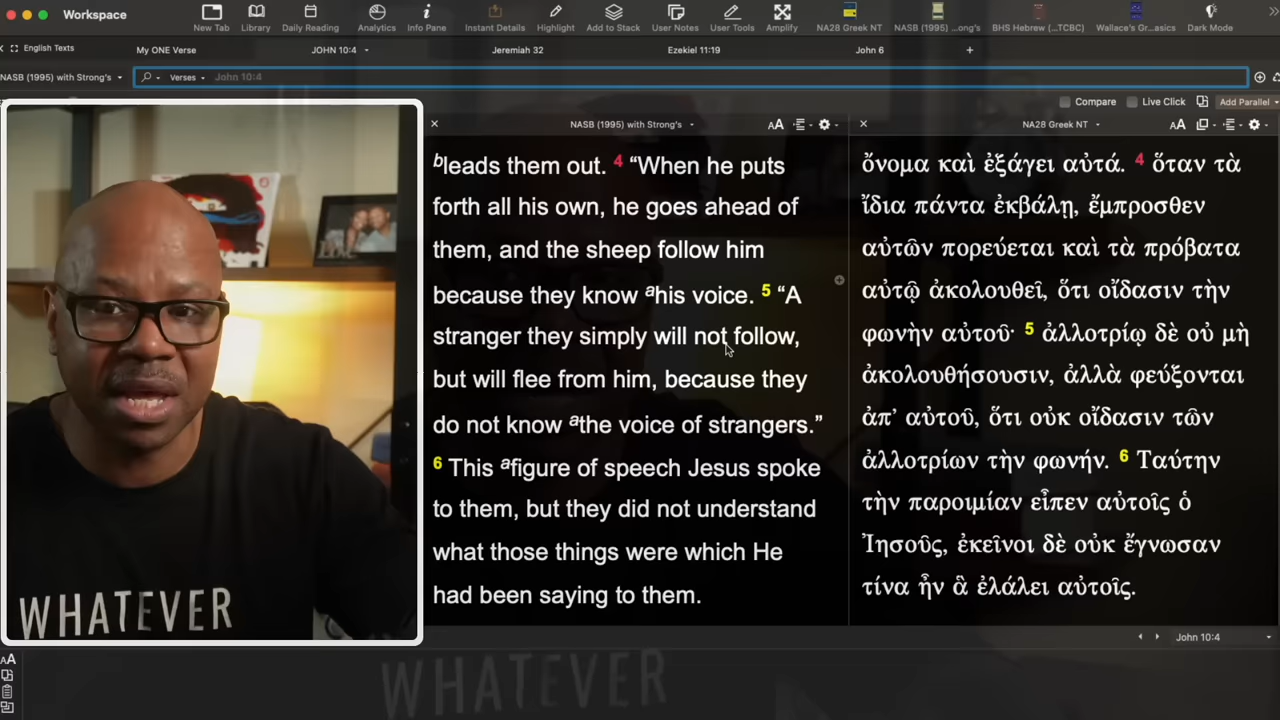 Workspace
New Tab
Library
Daily Reading
Analytics
Info Pane
Instant Details
Highlight
Add to Stack
User Notes
User Tools
Amplify
NA28 Greek NT
NASB (1995) ...ong's
BHS Hebrew (...TCBC)
Wallace's Gr...asics
Dark Mode
English Texts
My ONE Verse
JOHN 10:4
Jeremiah 32
Ezekiel 11:19
John 6
+
NASB (1995) with Strong's
Verses
John 10:4
Compare
Live Click
Add Parallel
NASB (1995) with Strong's
AA
NA28 Greek NT
AA
bleads them out. 4 “When he puts
forth all his own, he goes ahead of
them, and the sheep follow him
because they know ahis voice. 5 “A
stranger they simply will not follow,
but will flee from him, because they
do not know athe voice of strangers.”
6 This afigure of speech Jesus spoke
to them, but they did not understand
what those things were which He
had been saying to them.
ὄνομα καὶ ἐξάγει αὐτά. 4 ὅταν τὰ
ἴδια πάντα ἐκβάλῃ, ἔμπροσθεν
αὐτῶν πορεύεται καὶ τὰ πρόβατα
αὐτῷ ἀκολουθεῖ, ὅτι οἴδασιν τὴν
φωνὴν αὐτοῦ· 5 ἀλλοτρίῳ δὲ οὐ μὴ
ἀκολουθήσουσιν, ἀλλὰ φεύξονται
ἀπ’ αὐτοῦ, ὅτι οὐκ οἴδασιν τῶν
ἀλλοτρίων τὴν φωνήν. 6 Ταύτην
τὴν παροιμίαν εἶπεν αὐτοῖς ὁ
Ἰησοῦς, ἐκεῖνοι δὲ οὐκ ἔγνωσαν
τίνα ἦν ἃ ἐλάλει αὐτοῖς.
WHATEVER
John 10:4
AA
WHATEVER